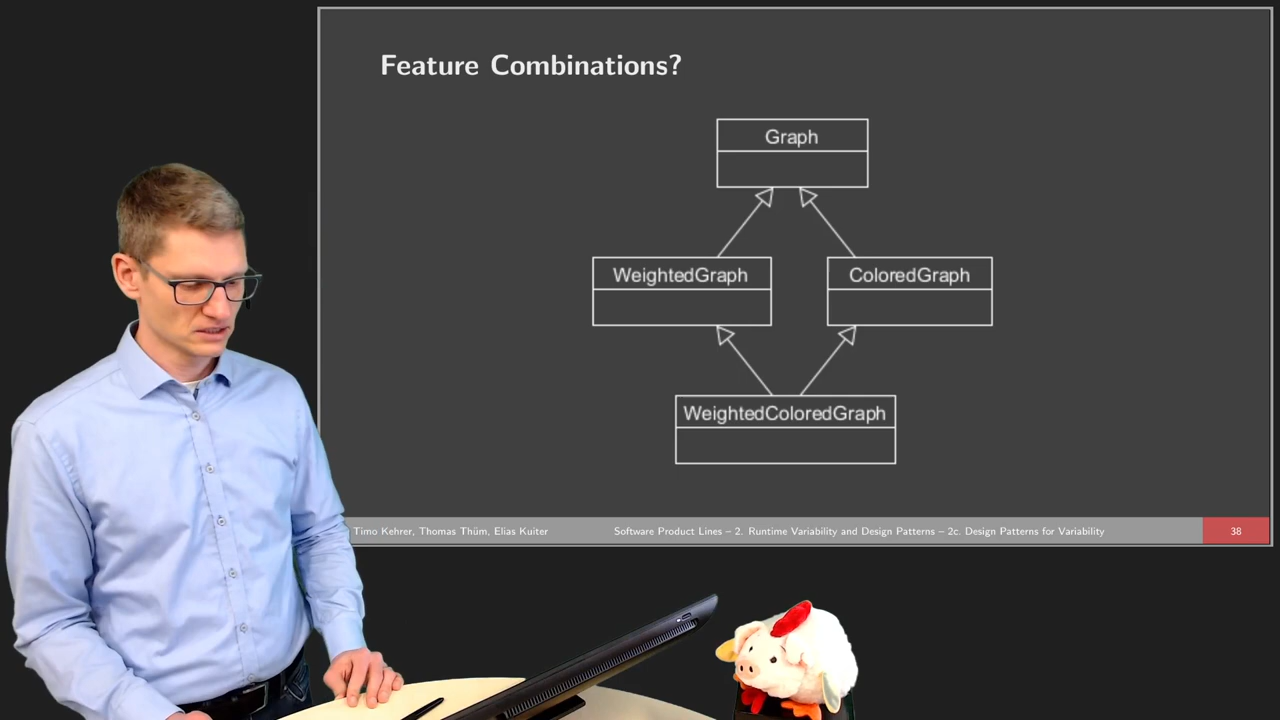 Feature Combinations?
Graph
WeightedGraph
ColoredGraph
WeightedColoredGraph
Timo Kehrer, Thomas Thüm, Elias Kuiter
Software Product Lines – 2. Runtime Variability and Design Patterns – 2c. Design Patterns for Variability
38